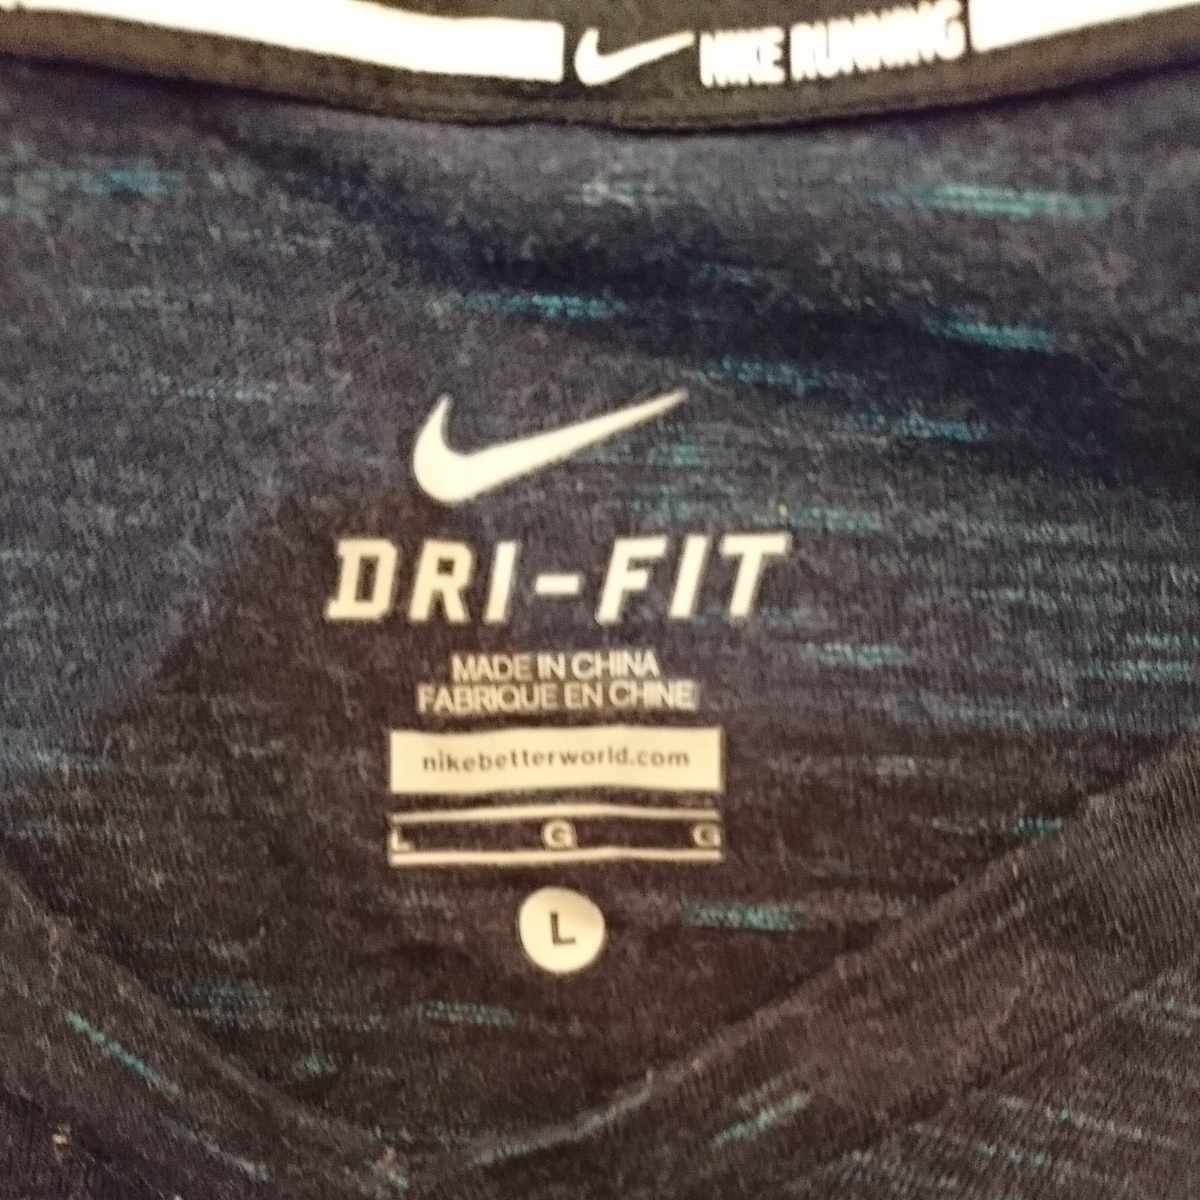 NIKE RUNNING
DRI-FIT
MADE IN CHINA
FABRIQUE EN CHINE
nikebetterworld.com
L G G
L